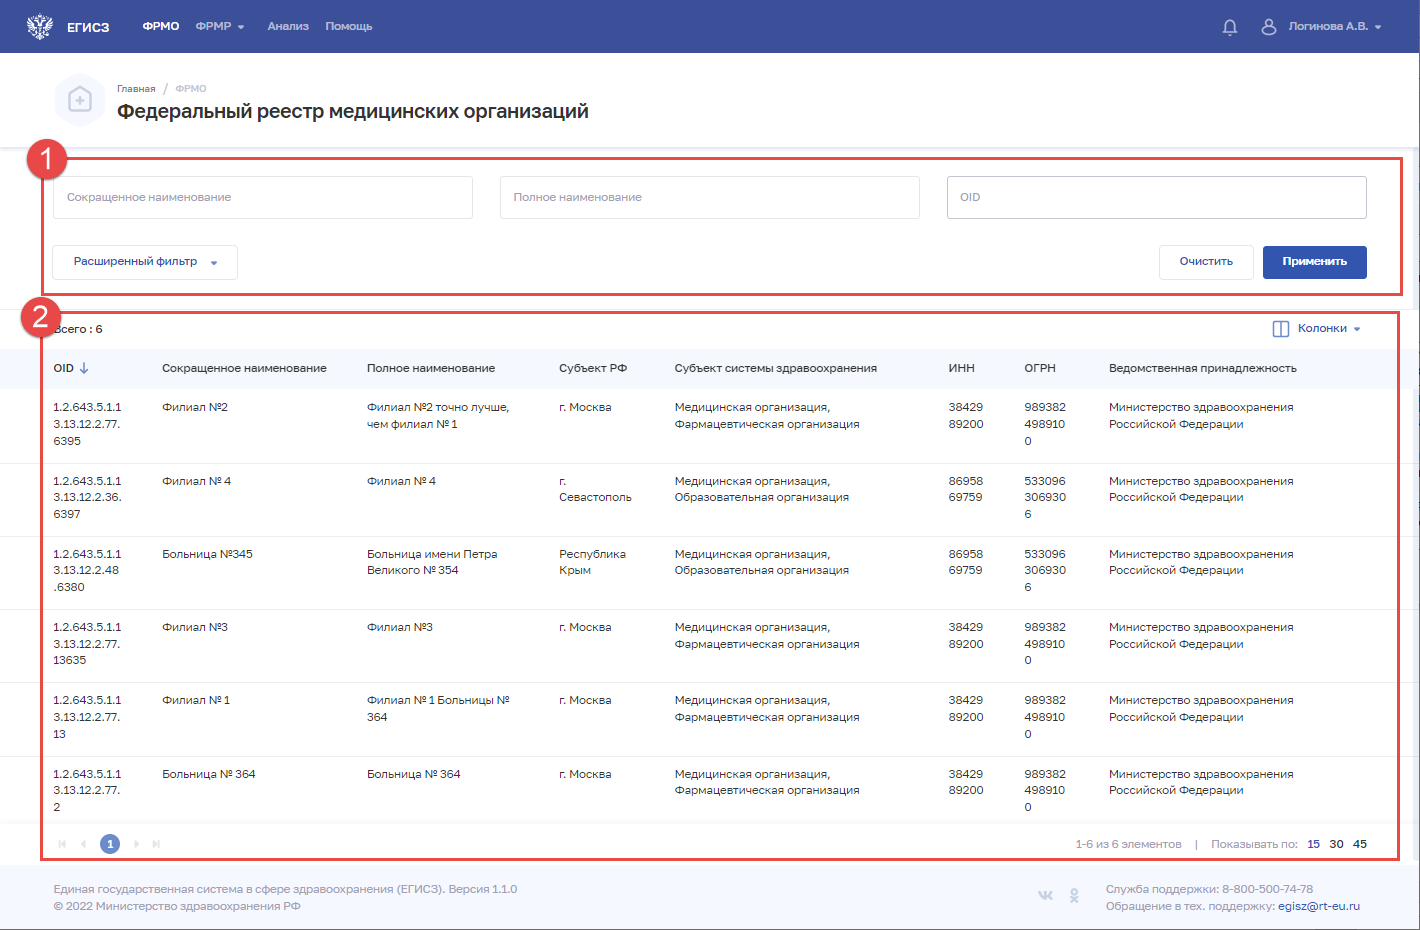 ЕГИСЗ ФРМО ФРМР Анализ Помощь Логинова А.В.
Главная / ФРМО
Федеральный реестр медицинских организаций
1
Сокращенное наименование Полное наименование OID
Расширенный фильтр Очистить Применить
2
Всего : 6 Колонки
OID Сокращенное наименование Полное наименование Субъект РФ Субъект системы здравоохранения ИНН ОГРН Ведомственная принадлежность
1.2.643.5.1.1 Филиал №2 Филиал №2 точно лучше, г. Москва Медицинская организация, 38429 989382 Министерство здравоохранения
3.13.12.2.77. чем филиал № 1 Фармацевтическая организация 89200 498910 Российской Федерации
6395 0
1.2.643.5.1.1 Филиал № 4 Филиал № 4 г. Медицинская организация, 86958 533096 Министерство здравоохранения
3.13.12.2.36. Севастополь Образовательная организация 69759 306930 Российской Федерации
6397 6
1.2.643.5.1.1 Больница №345 Больница имени Петра Республика Медицинская организация, 86958 533096 Министерство здравоохранения
3.13.12.2.48 Великого № 354 Крым Образовательная организация 69759 306930 Российской Федерации
.6380 6
1.2.643.5.1.1 Филиал №3 Филиал №3 г. Москва Медицинская организация, 38429 989382 Министерство здравоохранения
3.13.12.2.77. Фармацевтическая организация 89200 498910 Российской Федерации
13635 0
1.2.643.5.1.1 Филиал № 1 Филиал № 1 Больницы № г. Москва Медицинская организация, 38429 989382 Министерство здравоохранения
3.13.12.2.77. 364 Фармацевтическая организация 89200 498910 Российской Федерации
13 0
1.2.643.5.1.1 Больница № 364 Больница № 364 г. Москва Медицинская организация, 38429 989382 Министерство здравоохранения
3.13.12.2.77. Фармацевтическая организация 89200 498910 Российской Федерации
2 0
1 1-6 из 6 элементов | Показывать по: 15 30 45
Единая государственная система в сфере здравоохранения (ЕГИСЗ). Версия 1.1.0 Служба поддержки: 8-800-500-74-78
© 2022 Министерство здравоохранения РФ Обращение в тех. поддержку: egisz@rt-eu.ru